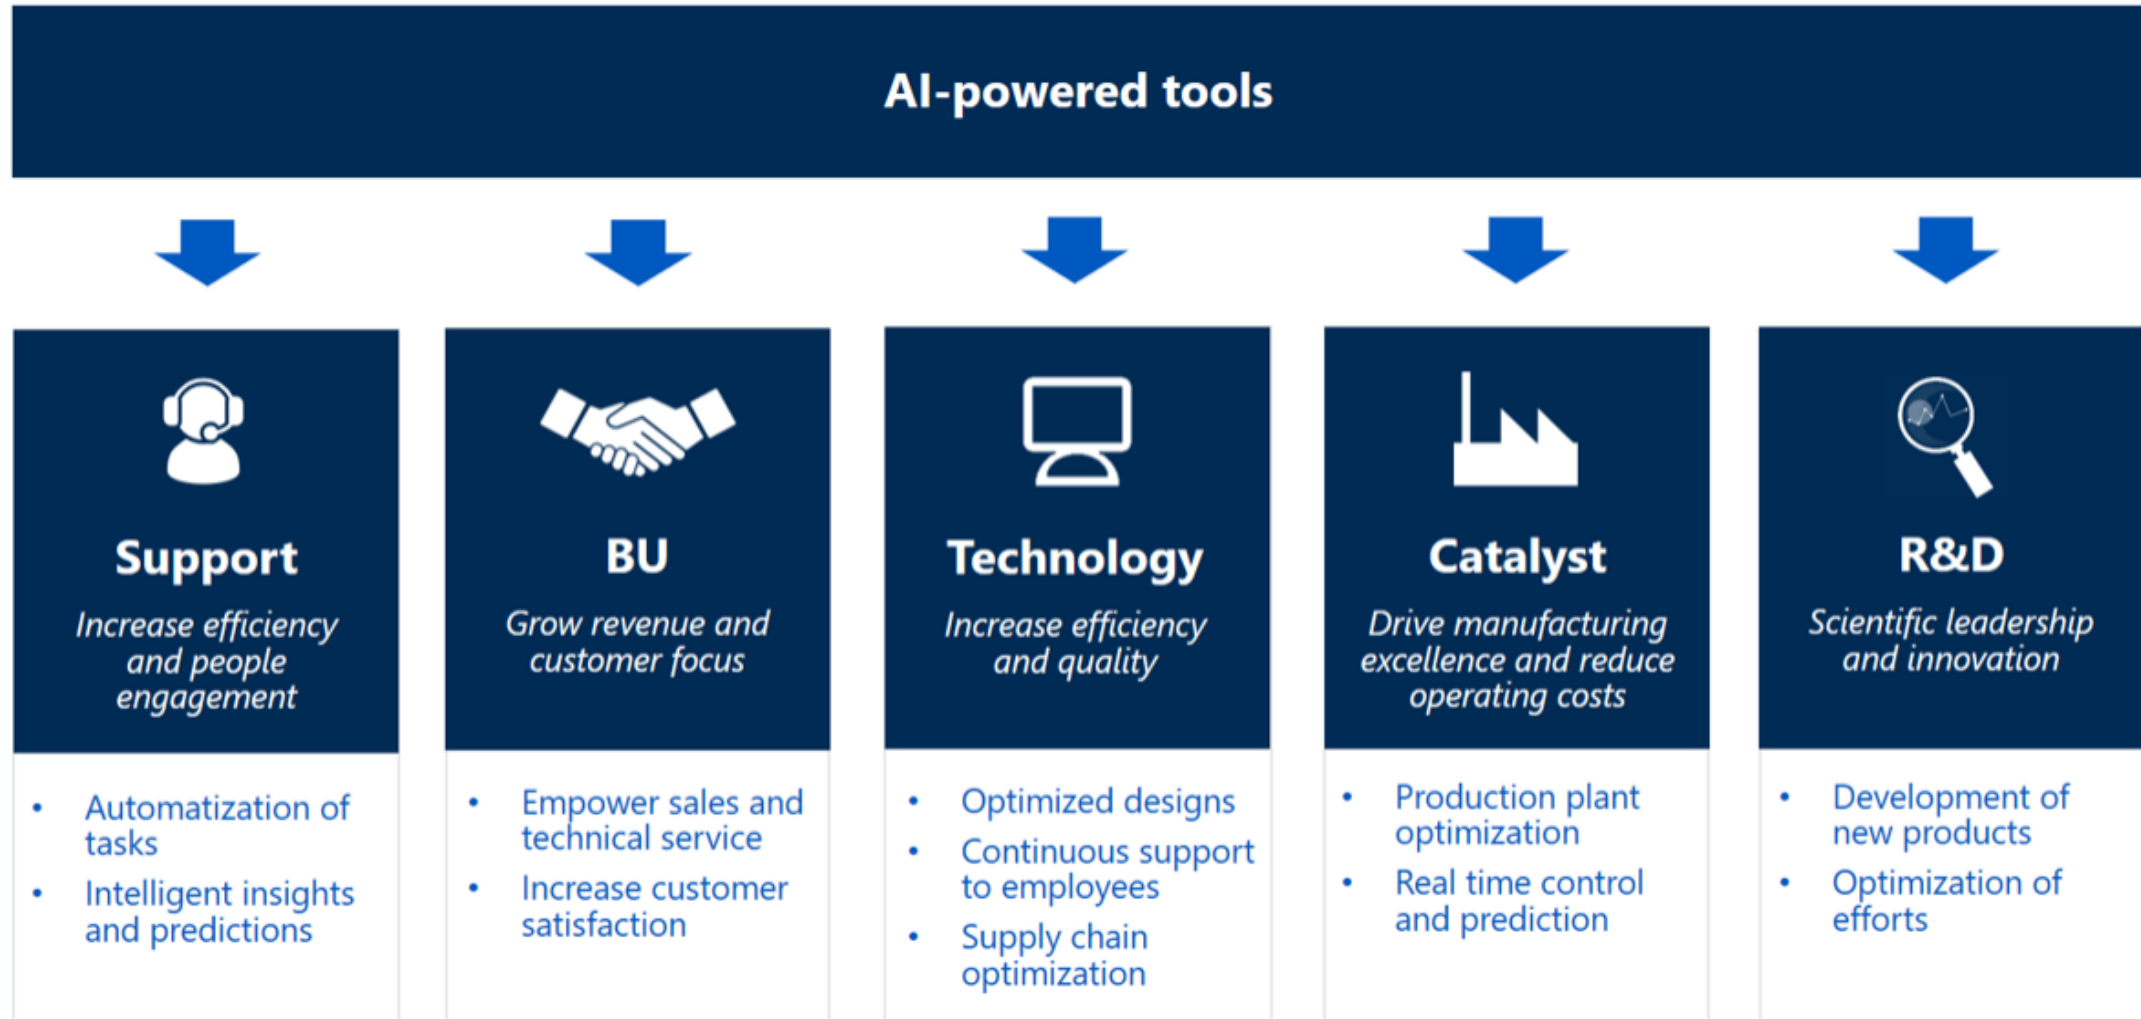 AI-powered tools
Support
Increase efficiency
and people
engagement
• Automatization of
tasks
• Intelligent insights
and predictions
BU
Grow revenue and
customer focus
• Empower sales and
technical service
• Increase customer
satisfaction
Technology
Increase efficiency
and quality
• Optimized designs
• Continuous support
to employees
• Supply chain
optimization
Catalyst
Drive manufacturing
excellence and reduce
operating costs
• Production plant
optimization
• Real time control
and prediction
R&D
Scientific leadership
and innovation
• Development of
new products
• Optimization of
efforts